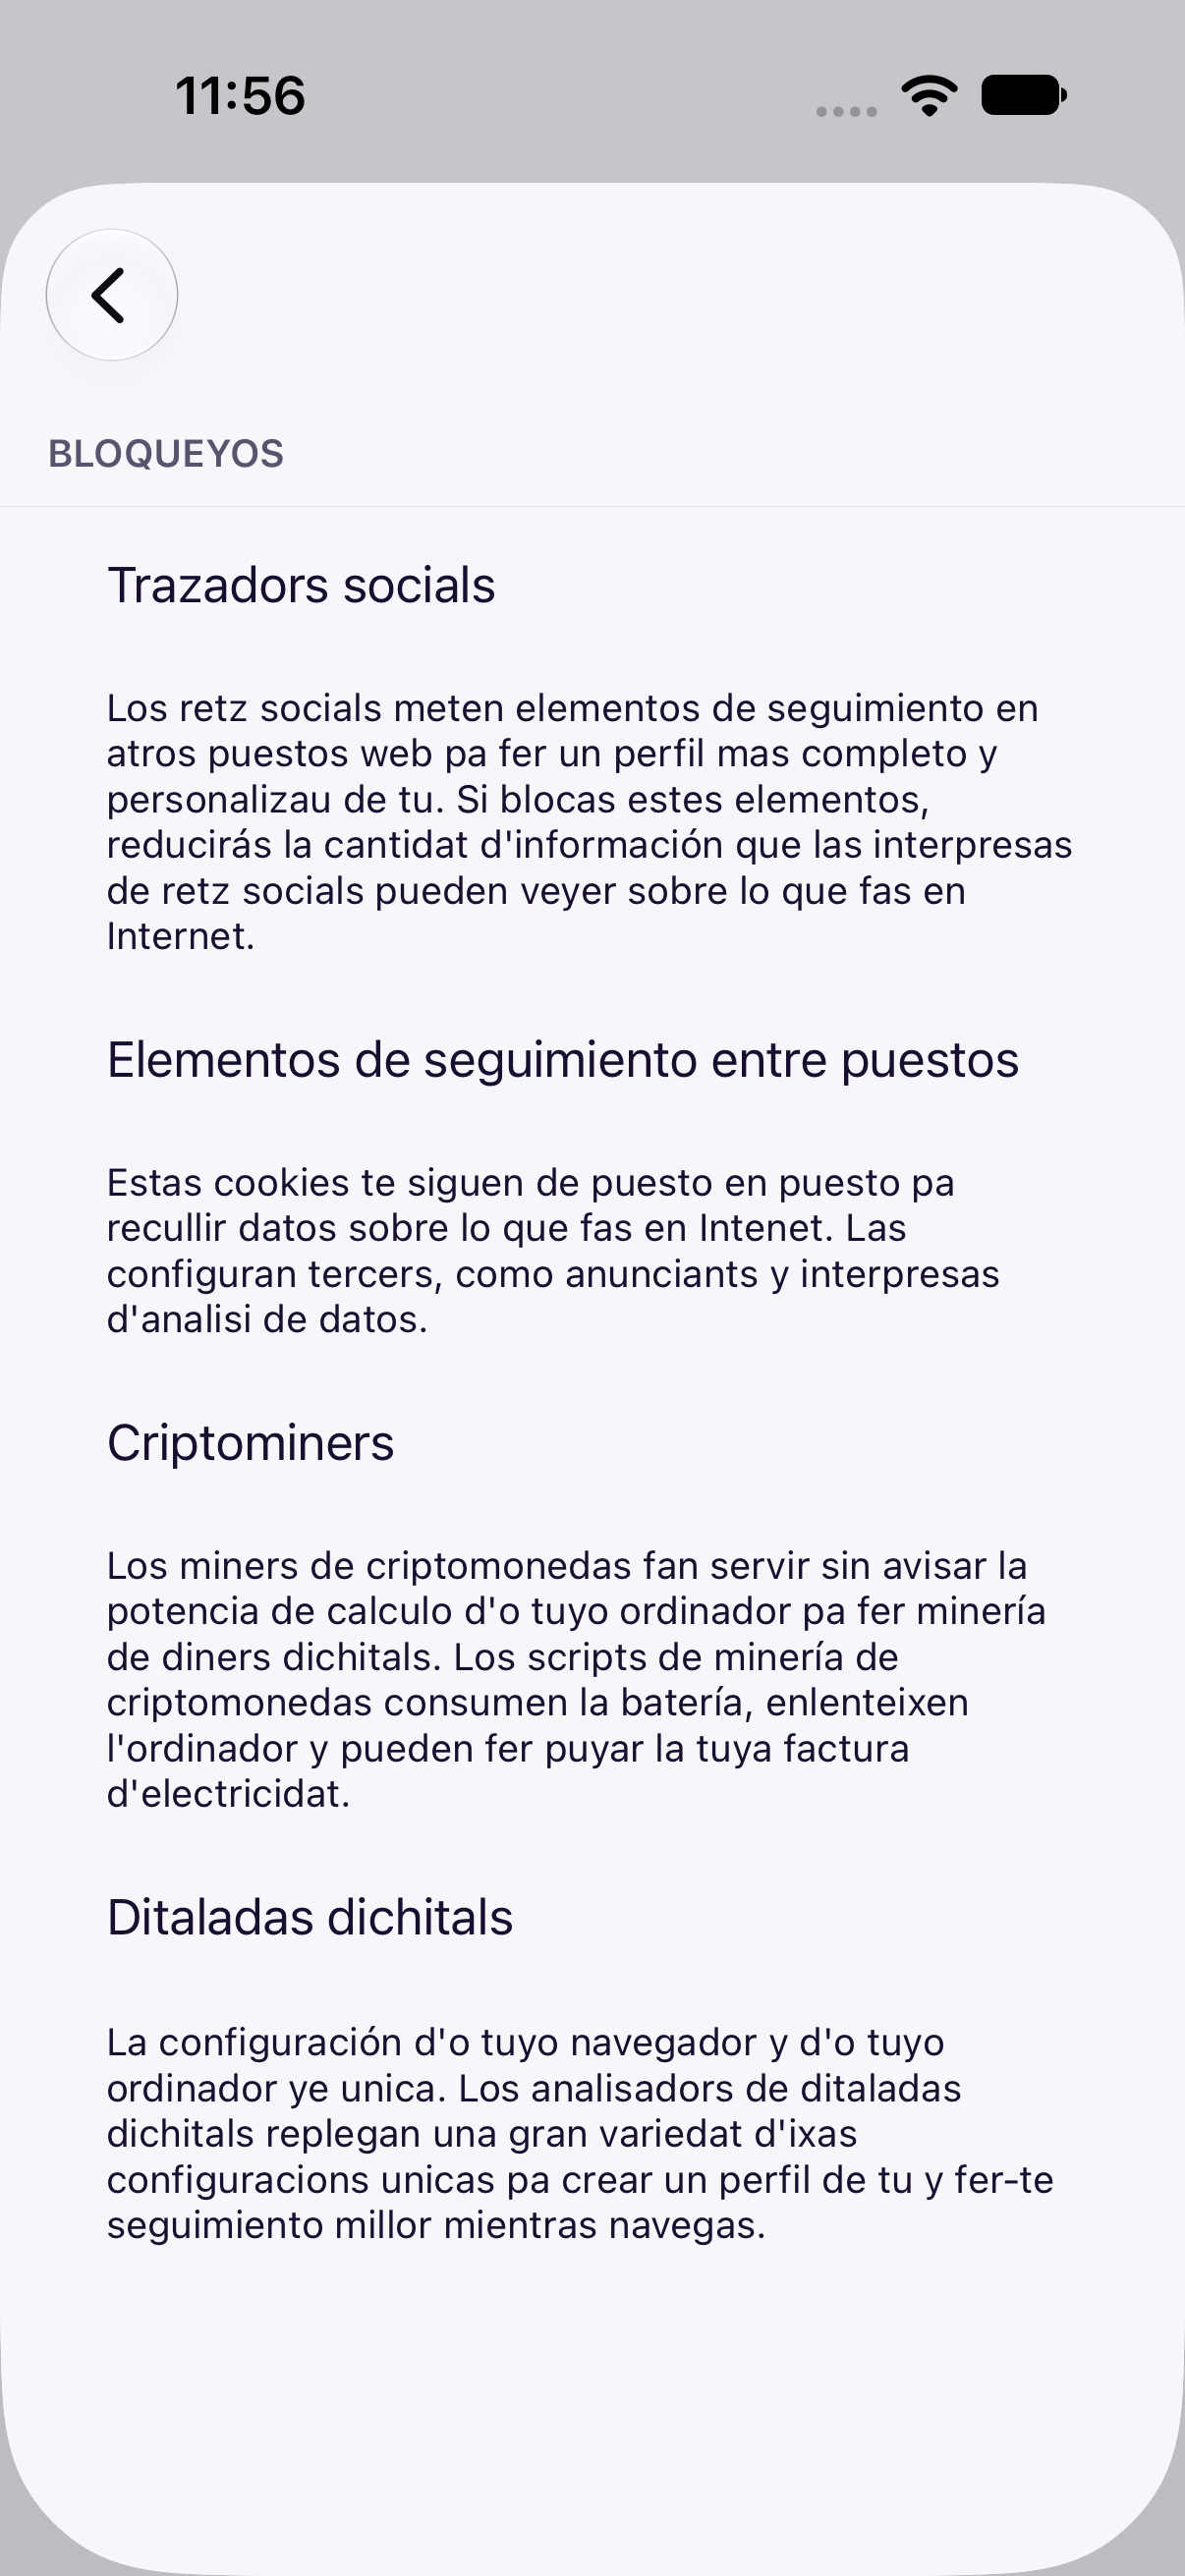 11:56
BLOQUEYOS
Trazadors socials
Los retz socials meten elementos de seguimiento en
atros puestos web pa fer un perfil mas completo y
personalizau de tu. Si blocas estes elementos,
reducirás la cantidat d'información que las interpresas
de retz socials pueden veyer sobre lo que fas en
Internet.
Elementos de seguimiento entre puestos
Estas cookies te siguen de puesto en puesto pa
recullir datos sobre lo que fas en Intenet. Las
configuran tercers, como anunciants y interpresas
d'analisi de datos.
Criptominers
Los miners de criptomonedas fan servir sin avisar la
potencia de calculo d'o tuyo ordinador pa fer minería
de diners dichitals. Los scripts de minería de
criptomonedas consumen la batería, enlenteixen
l'ordinador y pueden fer puyar la tuya factura
d'electricidat.
Ditaladas dichitals
La configuración d'o tuyo navegador y d'o tuyo
ordinador ye unica. Los analisadors de ditaladas
dichitals replegan una gran variedat d'ixas
configuracions unicas pa crear un perfil de tu y fer-te
seguimiento millor mientras navegas.